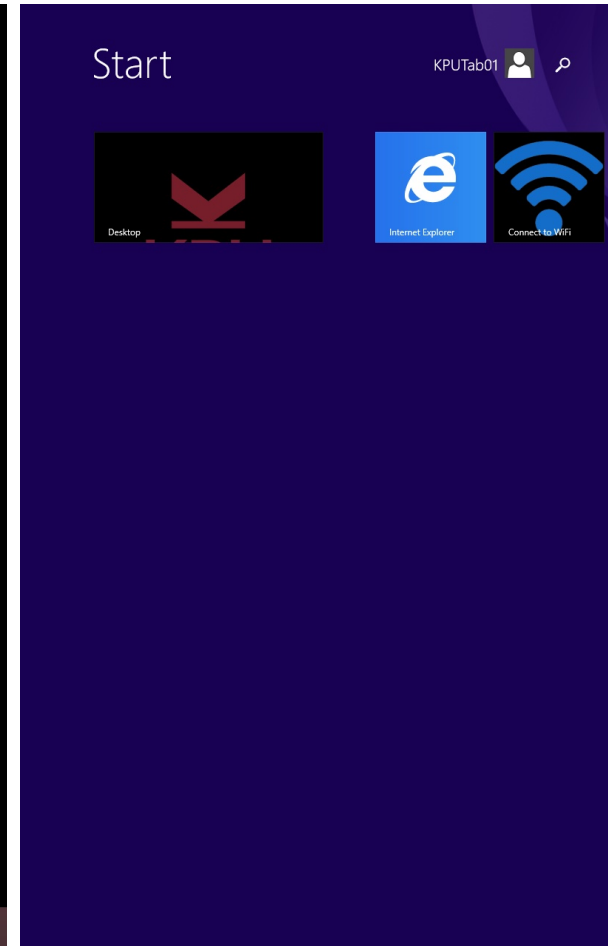 Start
KPUTab01
Desktop
Internet Explorer
Connect to WiFi